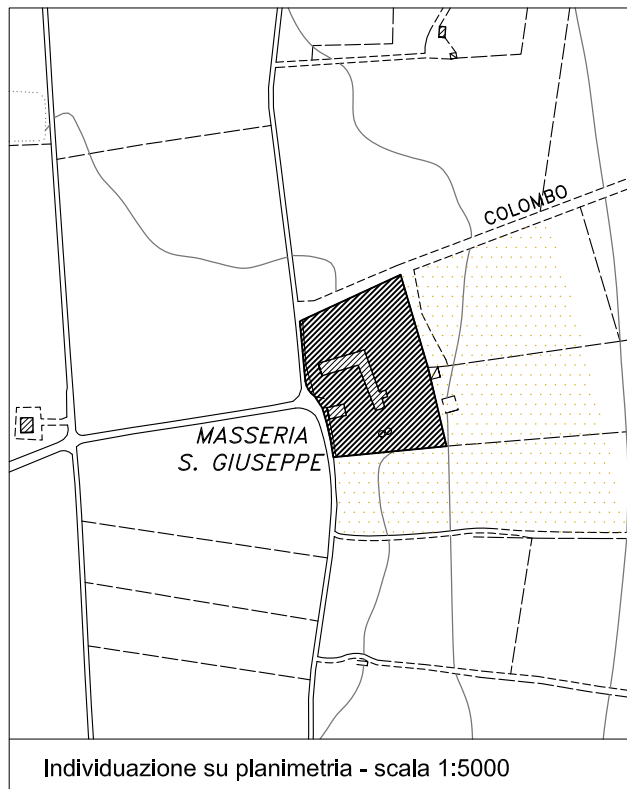 COLOMBO
MASSERIA
S. GIUSEPPE
Individuazione su planimetria - scala 1:5000